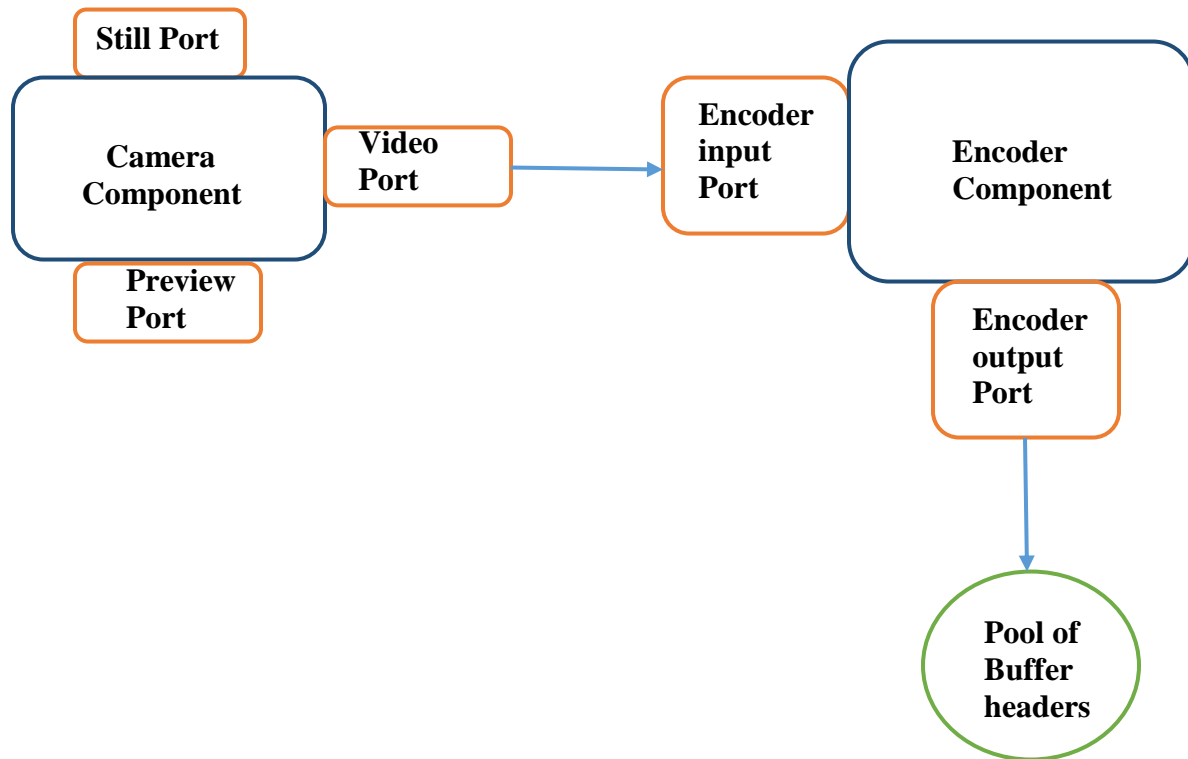 Still Port
Camera
Component
Preview
Port
Video
Port
Encoder
input
Port
Encoder
Component
Encoder
output
Port
Pool of
Buffer
headers